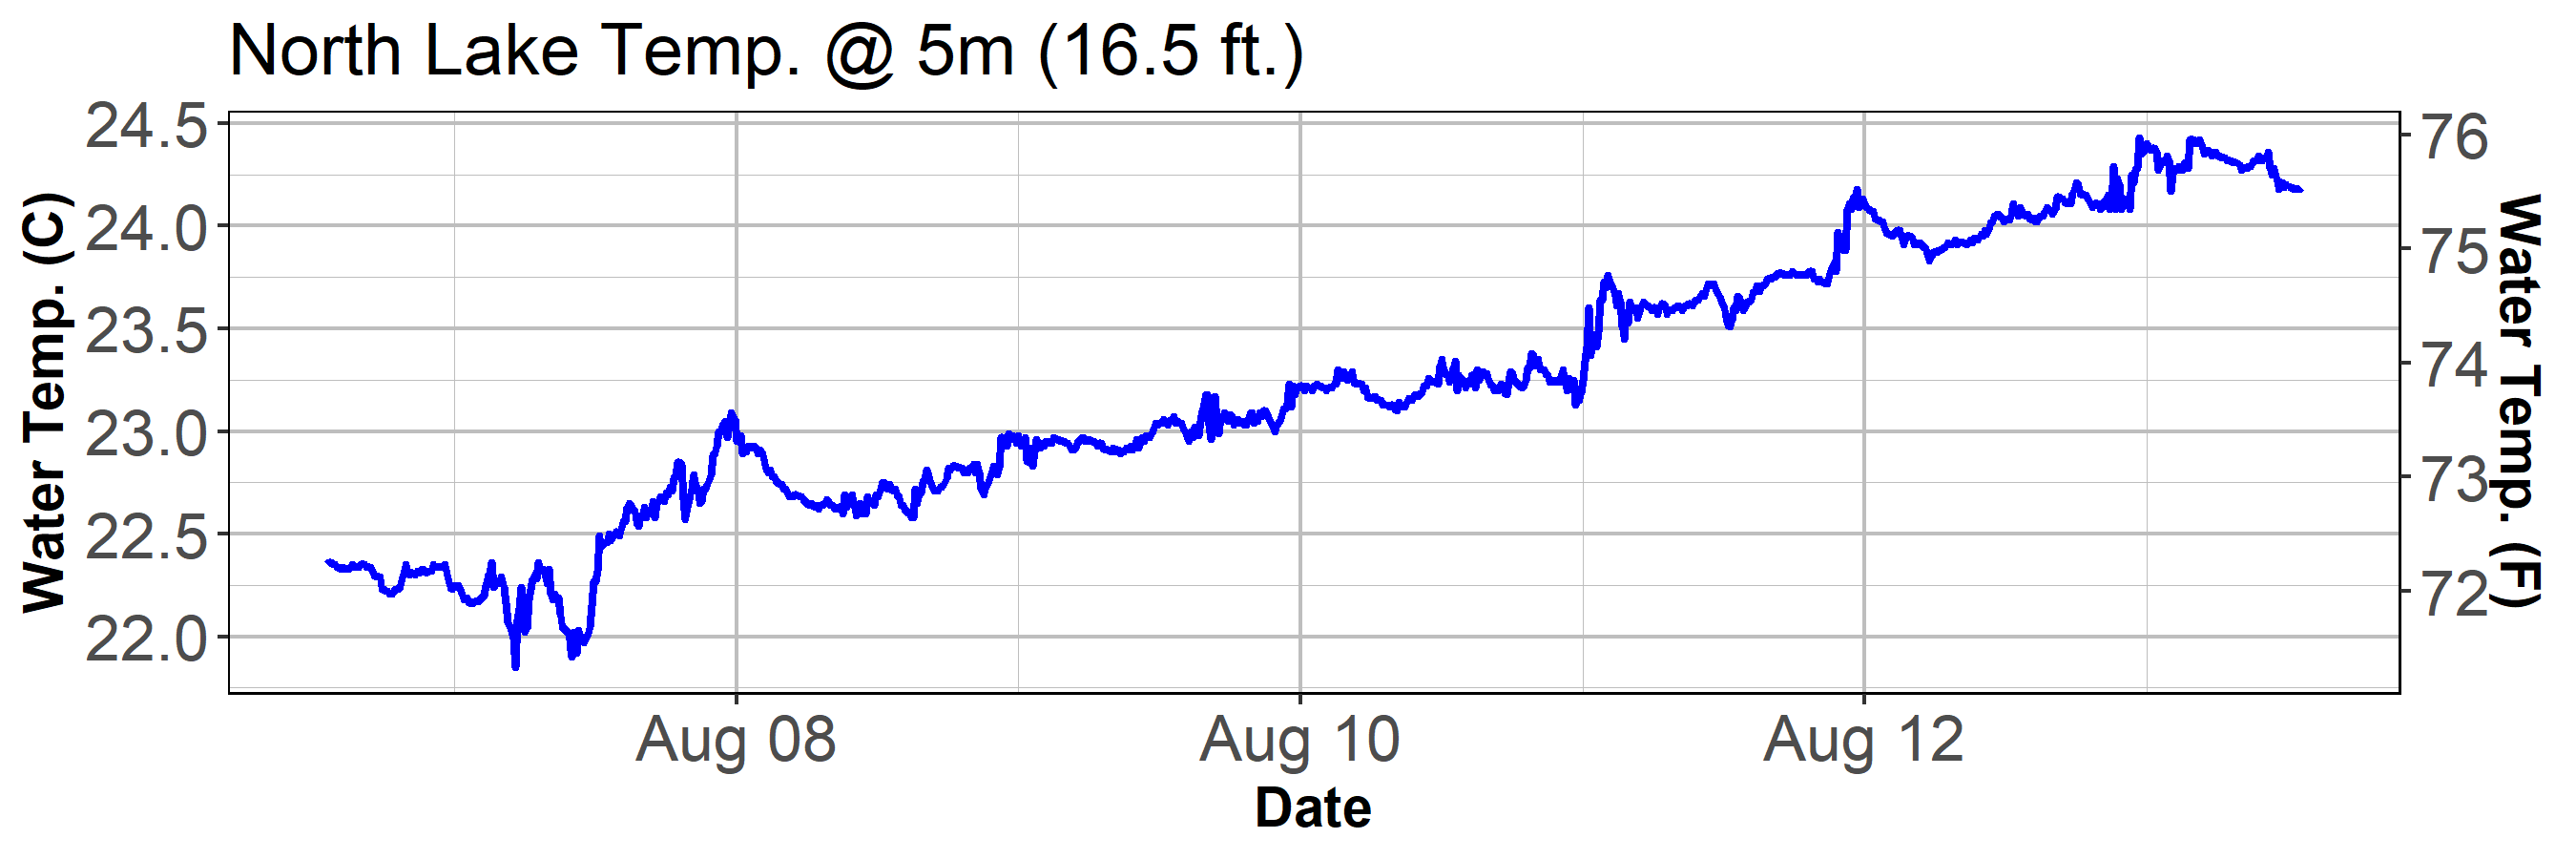 North Lake Temp. @ 5m (16.5 ft.)
Water Temp. (C)
24.5
24.0
23.5
23.0
22.5
22.0
76
75
74
73
72
Water Temp. (F)
Aug 08 Aug 10 Aug 12
Date